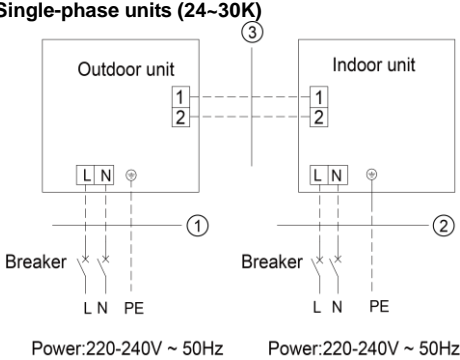 Single-phase units (24~30K)
3
Outdoor unit
Indoor unit
1
2
1
2
L N
L N
1
2
Breaker
Breaker
L N PE
L N PE
Power:220-240V ~ 50Hz
Power:220-240V ~ 50Hz